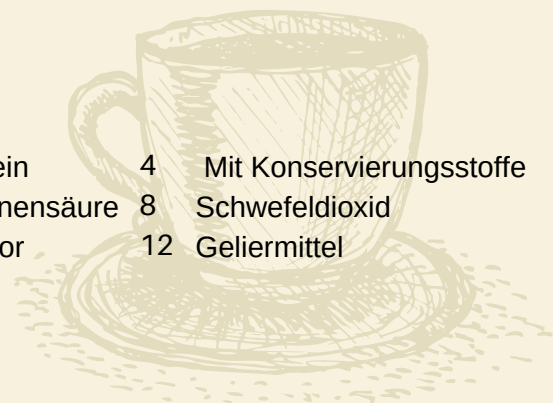 ein 4 Mit Konservierungsstoffe
nensäure 8 Schwefeldioxid
or 12 Geliermittel